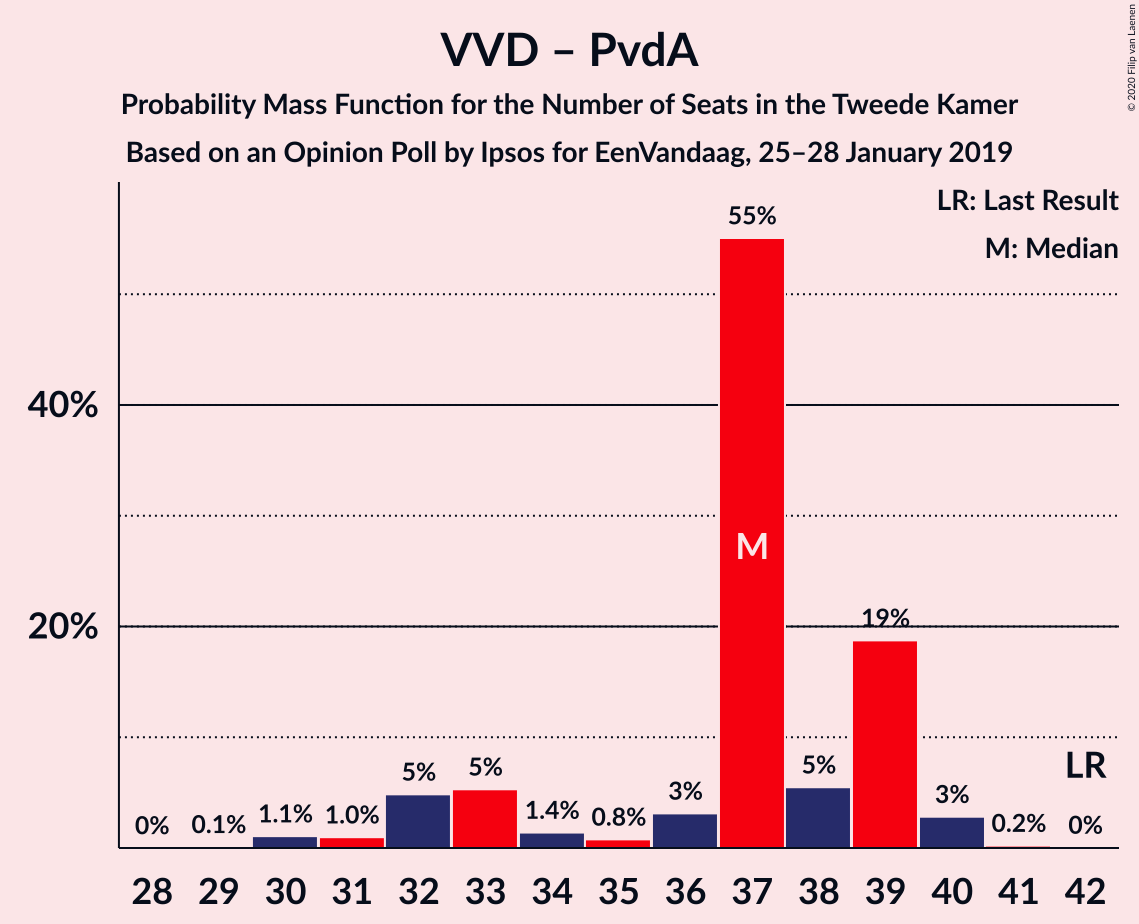 VVD – PvdA
Probability Mass Function for the Number of Seats in the Tweede Kamer
Based on an Opinion Poll by Ipsos for EenVandaag, 25–28 January 2019
© 2020 Filip van Laenen
LR: Last Result
M: Median
40%
20%
0% 0.1% 1.1% 1.0% 5% 5% 1.4% 0.8% 3% 55% 5% 19% 3% 0.2% 0%
M
LR
28 29 30 31 32 33 34 35 36 37 38 39 40 41 42